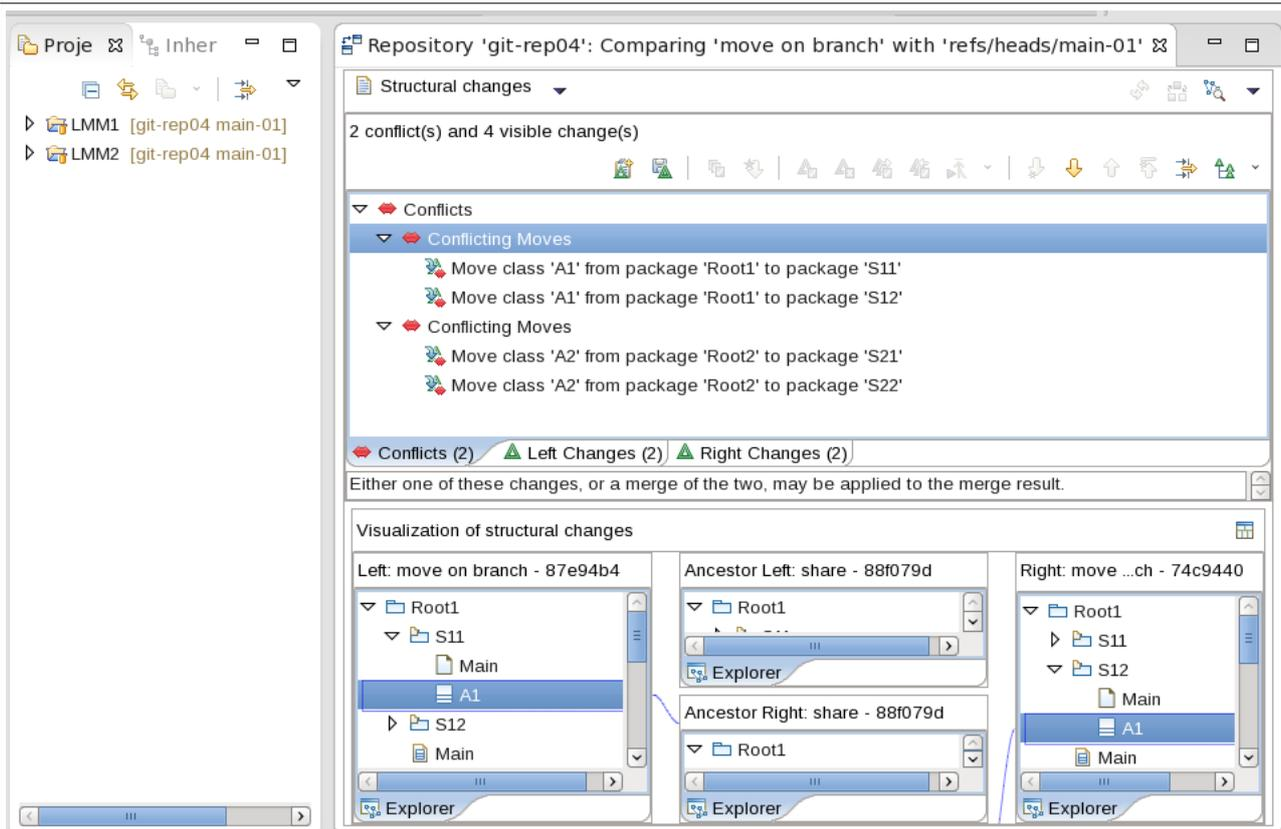 Proje
Inher
LMM1 [git-rep04 main-01]
LMM2 [git-rep04 main-01]
Repository 'git-rep04': Comparing 'move on branch' with 'refs/heads/main-01'
Structural changes
2 conflict(s) and 4 visible change(s)
Conflicts
Conflicting Moves
Move class 'A1' from package 'Root1' to package 'S11'
Move class 'A1' from package 'Root1' to package 'S12'
Conflicting Moves
Move class 'A2' from package 'Root2' to package 'S21'
Move class 'A2' from package 'Root2' to package 'S22'
Conflicts (2)
Left Changes (2)
Right Changes (2)
Either one of these changes, or a merge of the two, may be applied to the merge result.
Visualization of structural changes
Left: move on branch - 87e94b4
Root1
S11
Main
A1
S12
Main
Explorer
Ancestor Left: share - 88f079d
Root1
Explorer
Ancestor Right: share - 88f079d
Root1
Explorer
Right: move ...ch - 74c9440
Root1
S11
S12
Main
A1
Main
Explorer